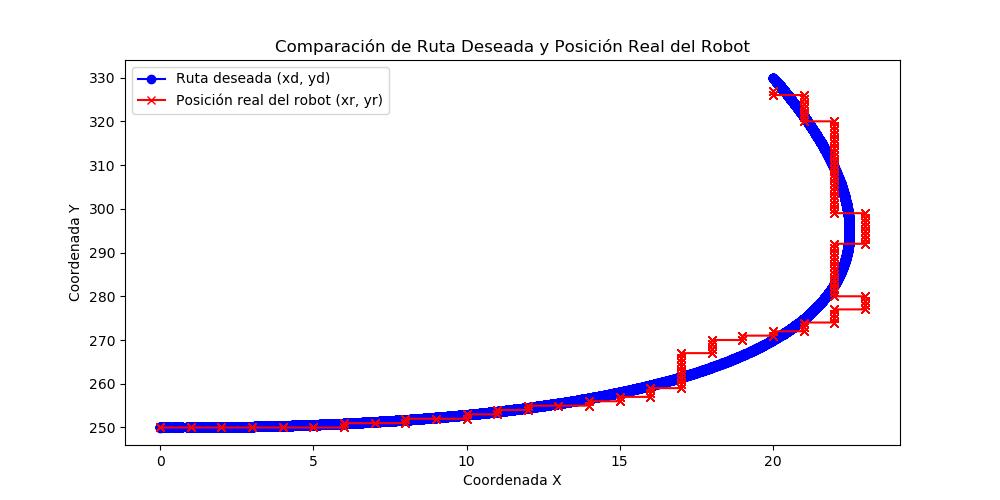 Comparación de Ruta Deseada y Posición Real del Robot
Ruta deseada (xd, yd)
Posición real del robot (xr, yr)
Coordenada Y
330
320
310
300
290
280
270
260
250
0
5
10
15
20
Coordenada X